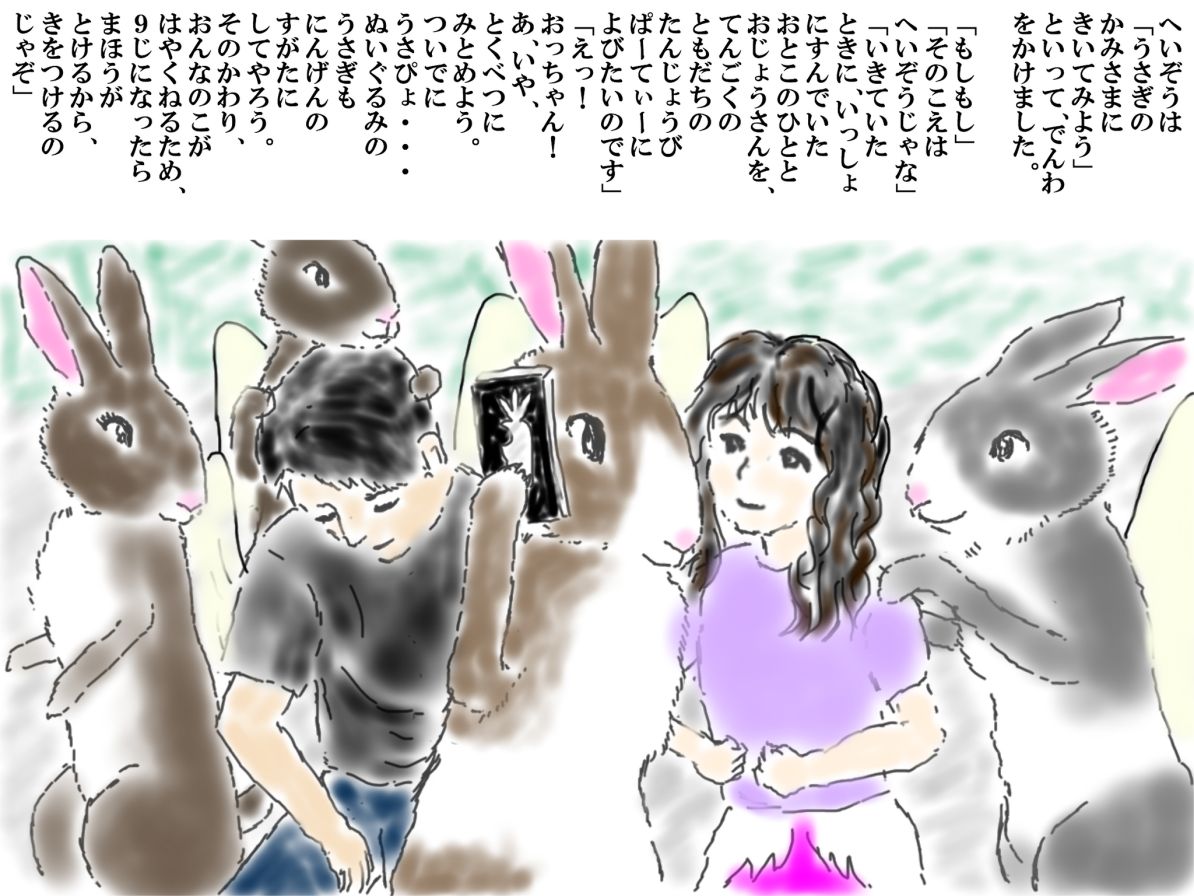 へいぞうは
「うさぎの
かみさまに
きいてみよう」
といって、でんわ
をかけました。
「もしもし」
「そのこえは
へいぞうじゃな」
「いきていた
ときに、いっしょ
にすんでいた
おとこのひとと
おじょうさんを、
てんごくの
ともだちの
たんじょうび
ぱ～てぃ～に
よびたいのです」
「えっ！
おっちゃん！
あ、いや、
とくべつに
みとめよう。
ついでに
うさぴょ・・・
ぬいぐるみの
うさぎも
にんげんの
すがたに
してやろう。
そのかわり、
おんなのこが
はやくねるため、
９じになったら
まほうが
とけるから、
きをつけるの
じゃぞ」